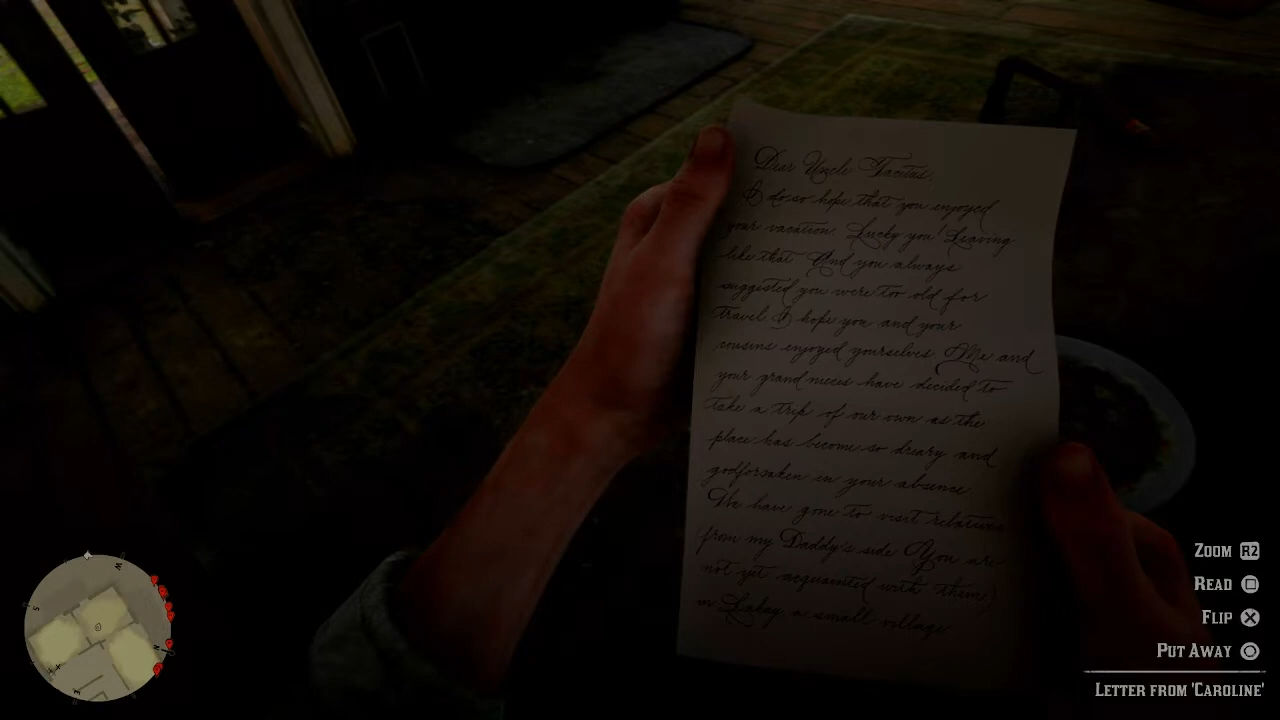 Dear Uncle Tacitus,
I do so hope that you enjoyed
your vacation. Lucky you! Leaving
like that. And you always
suggested you were too old for
travel. I hope you and your
cousins enjoyed yourselves. Me and
your grandnieces have decided to
take a trip of our own as the
place has become so dreary and
godforsaken in your absence.
We have gone to visit relatives
from my Daddy's side (You are
not yet acquainted with them)
in Lakay, a small village
ZOOM R2
READ
FLIP
PUT AWAY
LETTER FROM 'CAROLINE'
W
S
N
E